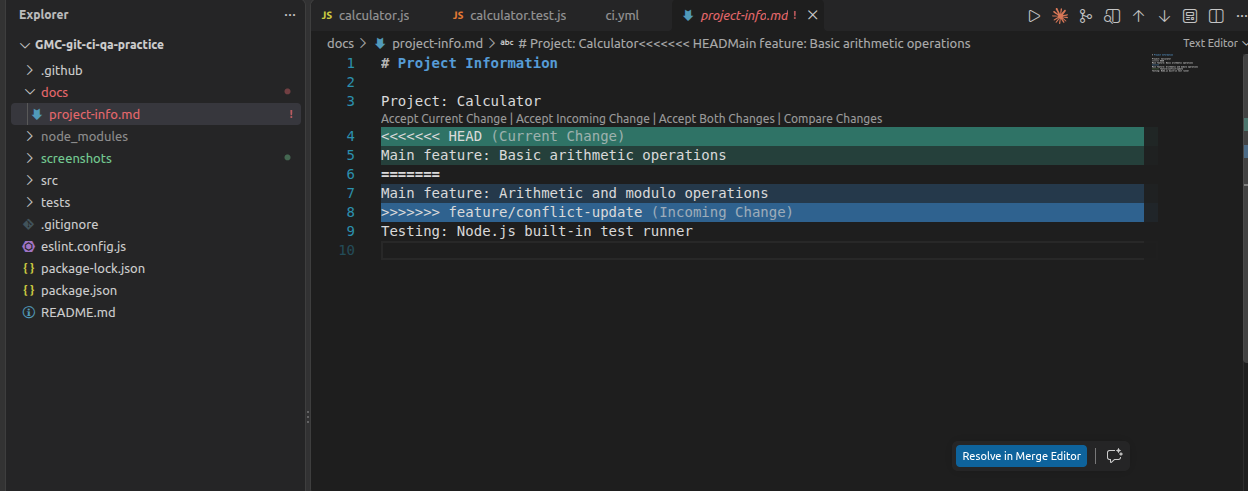 Explorer
GMC-git-ci-qa-practice
.github
docs
project-info.md !
node_modules
screenshots
src
tests
.gitignore
eslint.config.js
{} package-lock.json
{} package.json
README.md
JS calculator.js
JS calculator.test.js
ci.yml
project-info.md !
docs > project-info.md > abc # Project: Calculator<<<<<<< HEADMain feature: Basic arithmetic operations
Text Editor
1 # Project Information
2
3 Project: Calculator
Accept Current Change | Accept Incoming Change | Accept Both Changes | Compare Changes
4 <<<<<<< HEAD (Current Change)
5 Main feature: Basic arithmetic operations
6 =======
7 Main feature: Arithmetic and modulo operations
8 >>>>>>> feature/conflict-update (Incoming Change)
9 Testing: Node.js built-in test runner
10
Resolve in Merge Editor